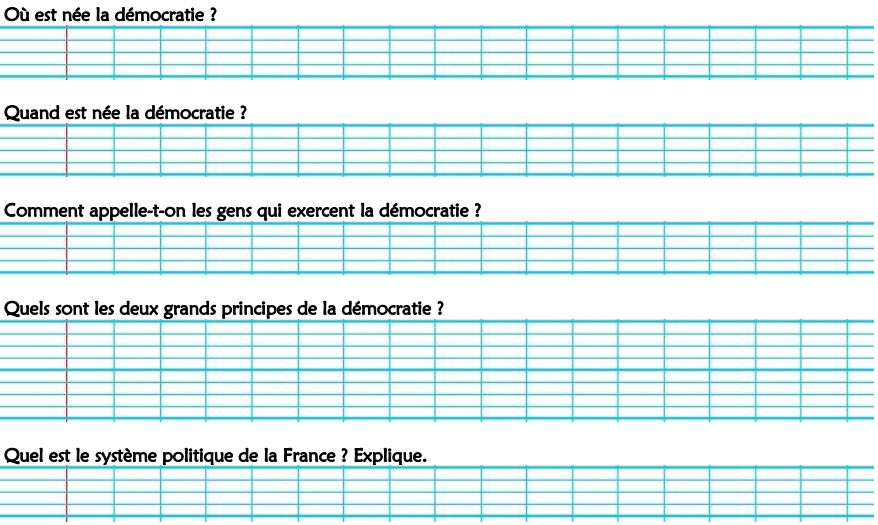 Où est née la démocratie ?
Quand est née la démocratie ?
Comment appelle-t-on les gens qui exercent la démocratie ?
Quels sont les deux grands principes de la démocratie ?
Quel est le système politique de la France ? Explique.